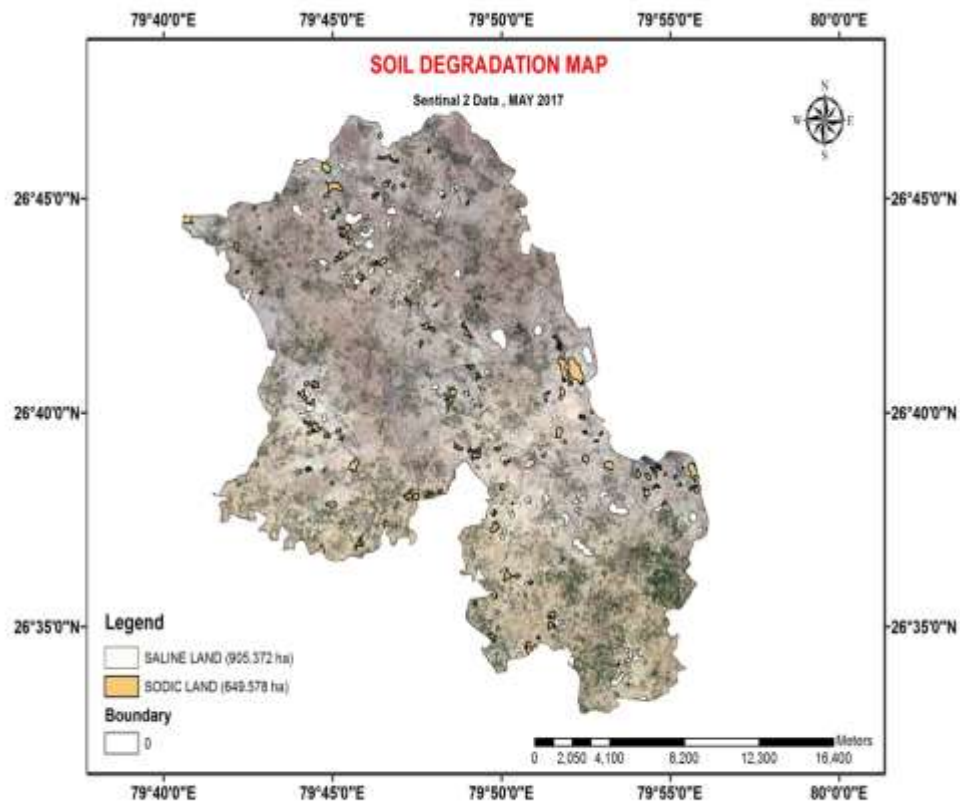 79°40'0"E 79°45'0"E 79°50'0"E 79°55'0"E 80°0'0"E
SOIL DEGRADATION MAP
Sentinal 2 Data , MAY 2017
N
W E
S
26°45'0"N 26°45'0"N
26°40'0"N 26°40'0"N
26°35'0"N 26°35'0"N
Legend
SALINE LAND (905.372 ha)
SODIC LAND (649.578 ha)
Boundary
0
Meters
0 2,050 4,100 8,200 12,300 16,400
79°40'0"E 79°45'0"E 79°50'0"E 79°55'0"E 80°0'0"E